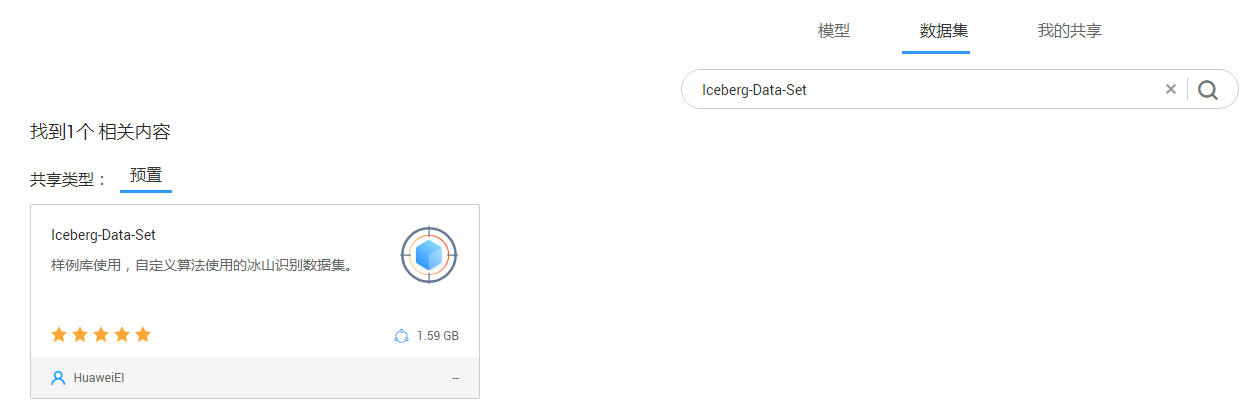 模型 数据集 我的共享
Iceberg-Data-Set
找到1个 相关内容
共享类型： 预置
Iceberg-Data-Set
样例库使用，自定义算法使用的冰山识别数据集。
1.59 GB
HuaweiEI --